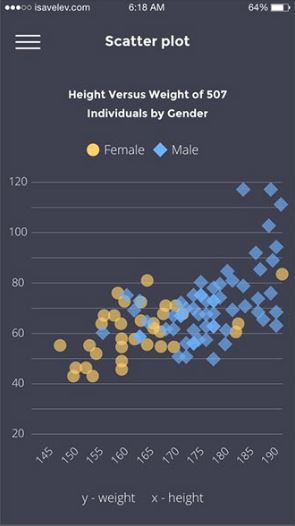 isavelev.com 6:18 AM 64%
Scatter plot
Height Versus Weight of 507
Individuals by Gender
Female Male
120
100
80
60
40
20
145 150 155 160 165 170 175 180 185 190
y - weight x - height